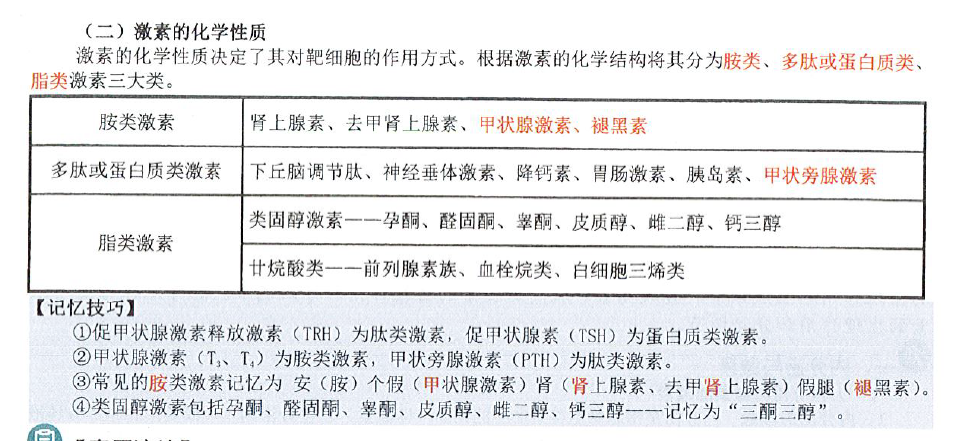 （二）激素的化学性质
激素的化学性质决定了其对靶细胞的作用方式。根据激素的化学结构将其分为胺类、多肽或蛋白质类、
脂类激素三大类。
胺类激素 肾上腺素、去甲肾上腺素、甲状腺激素、褪黑素
多肽或蛋白质类激素 下丘脑调节肽、神经垂体激素、降钙素、胃肠激素、胰岛素、甲状旁腺激素
脂类激素
类固醇激素——孕酮、醛固酮、睾酮、皮质醇、雌二醇、钙三醇
廿烷酸类——前列腺素族、血栓烷类、白细胞三烯类
【记忆技巧】
①促甲状腺激素释放激素（TRH）为肽类激素，促甲状腺素（TSH）为蛋白质类激素。
②甲状腺激素（T₃、T₄）为胺类激素，甲状旁腺激素（PTH）为肽类激素。
③常见的胺类激素记忆为 安（胺）个假（甲状腺激素）肾（肾上腺素、去甲肾上腺素）假腿（褪黑素）。
④类固醇激素包括孕酮、醛固酮、睾酮、皮质醇、雌二醇、钙三醇——记忆为“三酮三醇”。